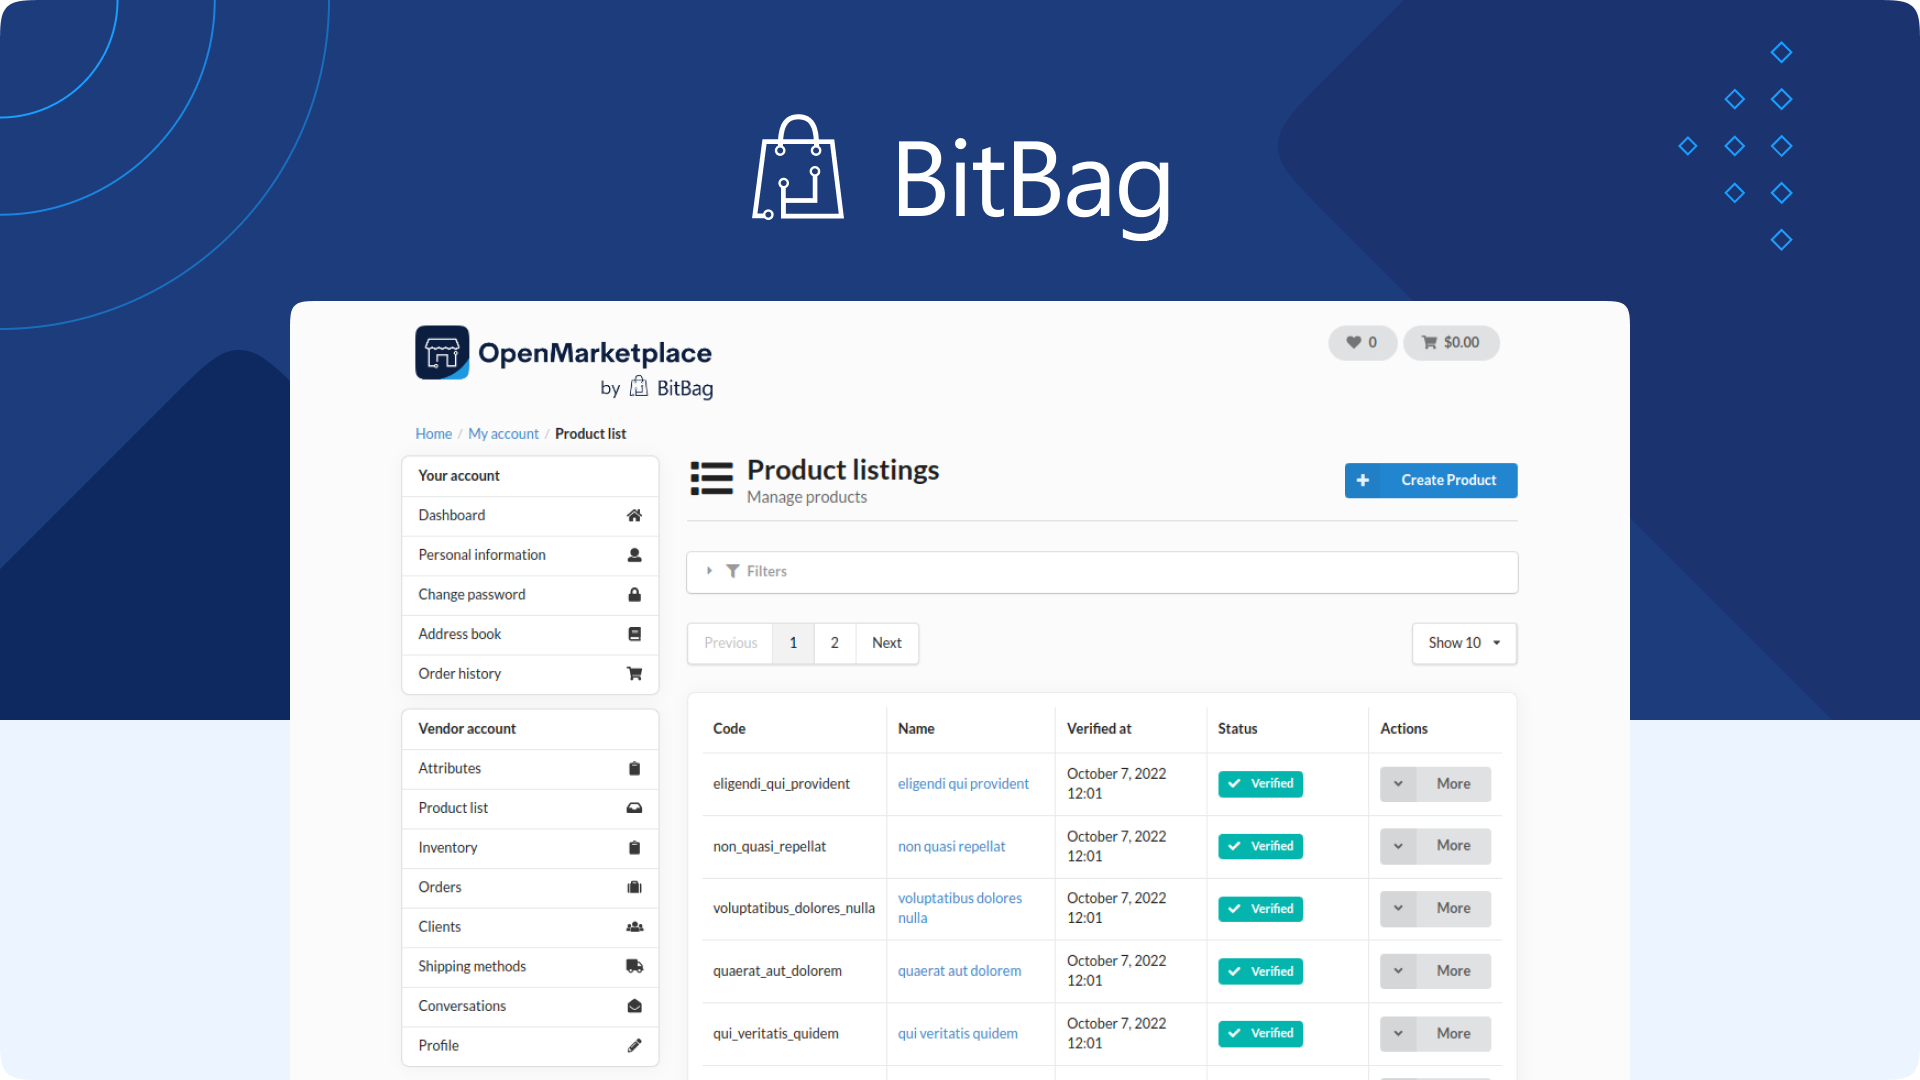 BitBag
OpenMarketplace
by BitBag
0
$0.00
Home / My account / Product list
Your account
Dashboard
Personal information
Change password
Address book
Order history
Vendor account
Attributes
Product list
Inventory
Orders
Clients
Shipping methods
Conversations
Profile
Product listings
Manage products
Create Product
Filters
Previous 1 2 Next
Show 10
Code Name Verified at Status Actions
eligendi_qui_provident eligendi qui provident October 7, 2022 Verified More
12:01
non_quasi_repellat non quasi repellat October 7, 2022 Verified More
12:01
voluptatibus_dolores_nulla voluptatibus dolores October 7, 2022 Verified More
nulla 12:01
quaerat_aut_dolorem quaerat aut dolorem October 7, 2022 Verified More
12:01
qui_veritatis_quidem qui veritatis quidem October 7, 2022 Verified More
12:01